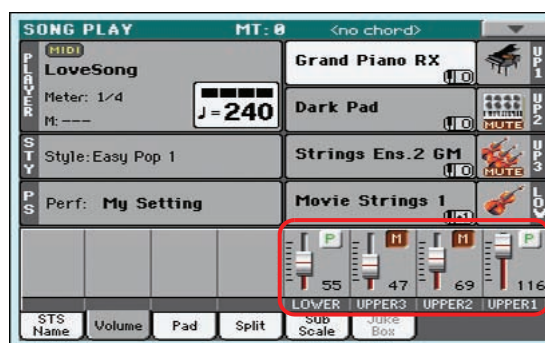 SONG PLAY MT: 0 <no chord>
PLAYER
MIDI
LoveSong
Meter: 1/4
M: ---
♩=240
Grand Piano RX
0
UP1
Dark Pad
0
MUTE
UP2
STY
Style: Easy Pop 1
Strings Ens.2 GM
0
MUTE
UP3
PS
Perf: My Setting
Movie Strings 1
LOW
P M M P
55 47 69 116
LOWER UPPER3 UPPER2 UPPER1
STS Name Volume Pad Split Sub Scale Juke Box